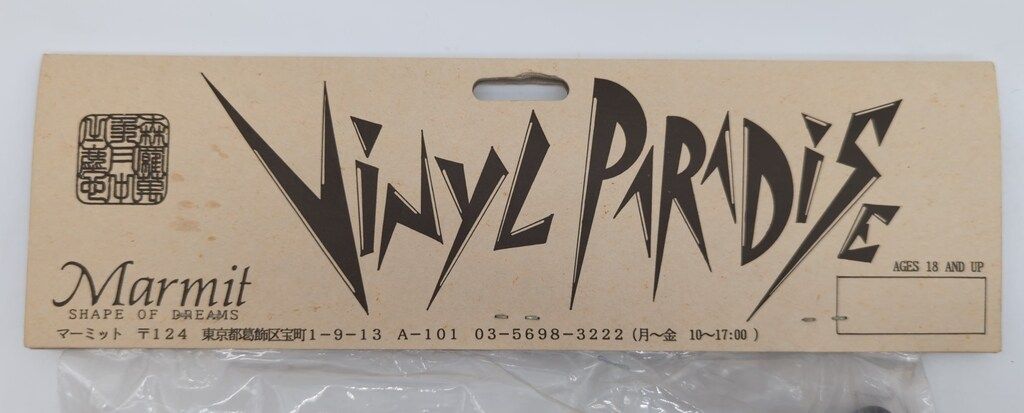 VINYL PARADISE
Marmit
SHAPE OF DREAMS
AGES 18 AND UP
マーミット 〒124 東京都葛飾区宝町1-9-13 A-101 03-5698-3222 (月〜金 10〜17:00 )